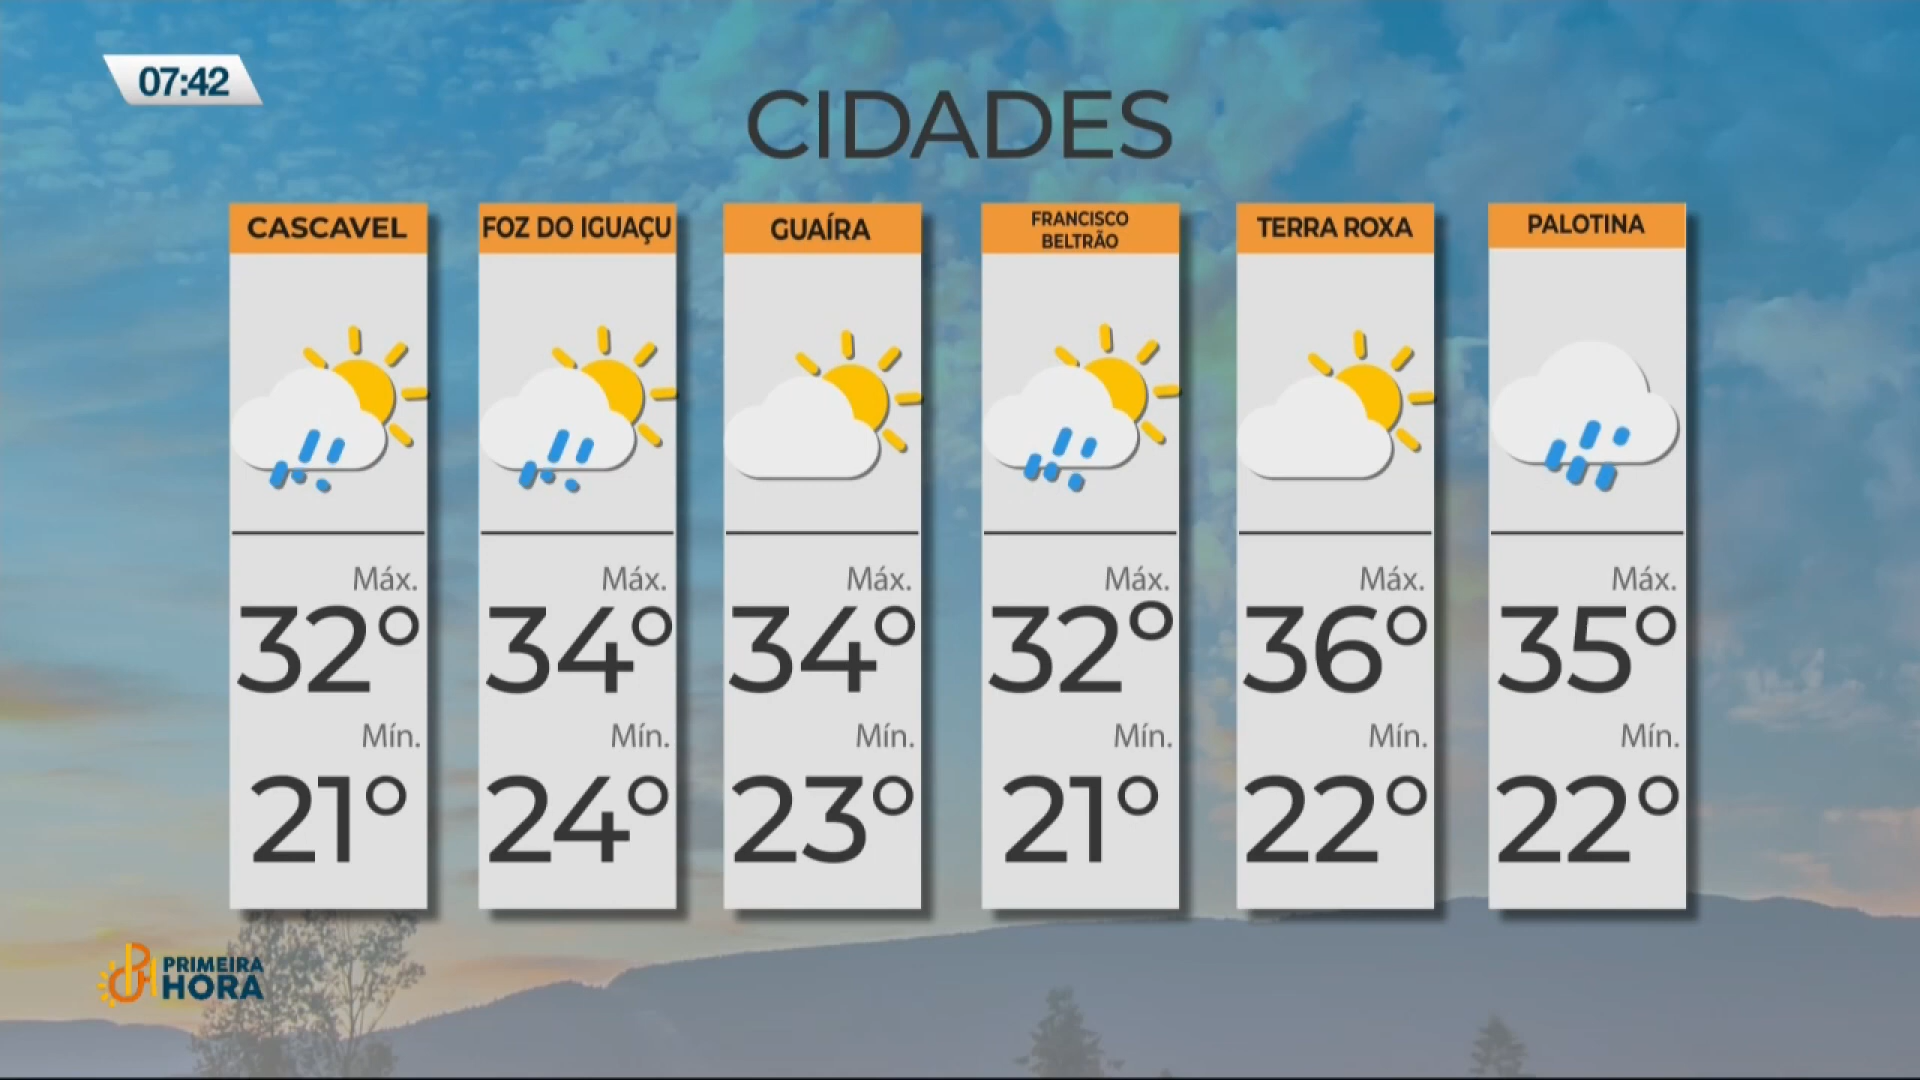 07:42
CIDADES
CASCAVEL
Máx.
32°
Mín.
21°
FOZ DO IGUAÇU
Máx.
34°
Mín.
24°
GUAÍRA
Máx.
34°
Mín.
23°
FRANCISCO
BELTRÃO
Máx.
32°
Mín.
21°
TERRA ROXA
Máx.
36°
Mín.
22°
PALOTINA
Máx.
35°
Mín.
22°
PRIMEIRA
HORA